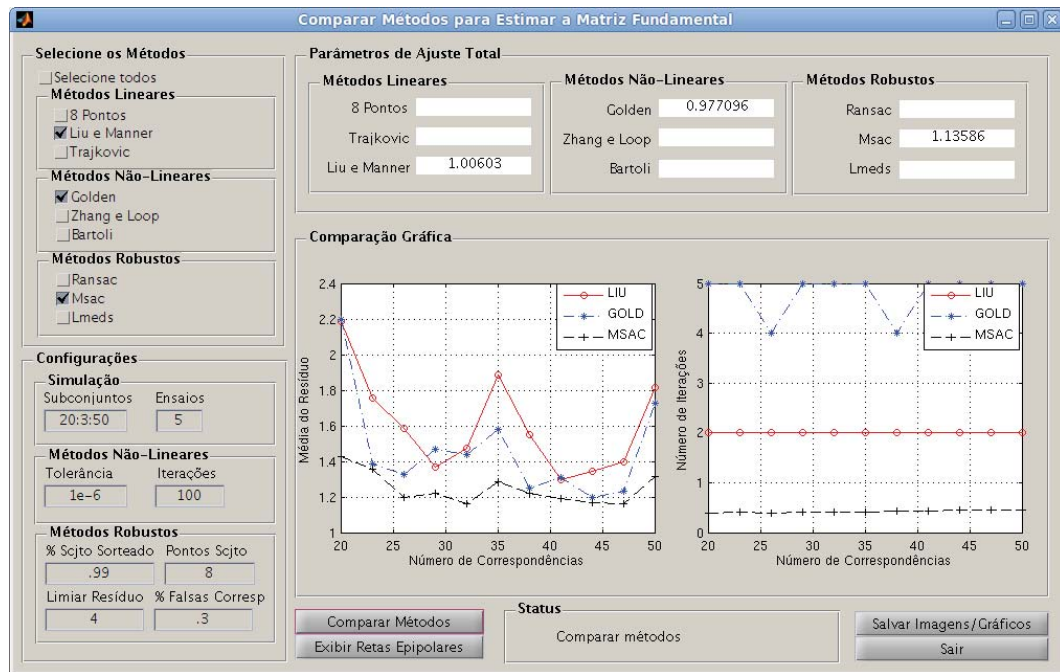 Comparar Métodos para Estimar a Matriz Fundamental
Selecione os Métodos
Selecione todos
Métodos Lineares
8 Pontos
Liu e Manner
Trajkovic
Métodos Não-Lineares
Golden
Zhang e Loop
Bartoli
Métodos Robustos
Ransac
Msac
Lmeds
Configurações
Simulação
Subconjuntos Ensaios
20:3:50 5
Métodos Não-Lineares
Tolerância Iterações
1e-6 100
Métodos Robustos
% Scjto Sorteado Pontos Scjto
.99 8
Limiar Resíduo % Falsas Corresp
4 .3
Parâmetros de Ajuste Total
Métodos Lineares
8 Pontos
Trajkovic
Liu e Manner 1.00603
Métodos Não-Lineares
Golden 0.977096
Zhang e Loop
Bartoli
Métodos Robustos
Ransac
Msac 1.13586
Lmeds
Comparação Gráfica
Média do Resíduo
2.4
2.2
2
1.8
1.6
1.4
1.2
1
20 25 30 35 40 45 50
Número de Correspondências
LIU
GOLD
MSAC
Número de Iterações
5
4
3
2
1
0
20 25 30 35 40 45 50
Número de Correspondências
LIU
GOLD
MSAC
Comparar Métodos
Exibir Retas Epipolares
Status
Comparar métodos
Salvar Imagens/Gráficos
Sair